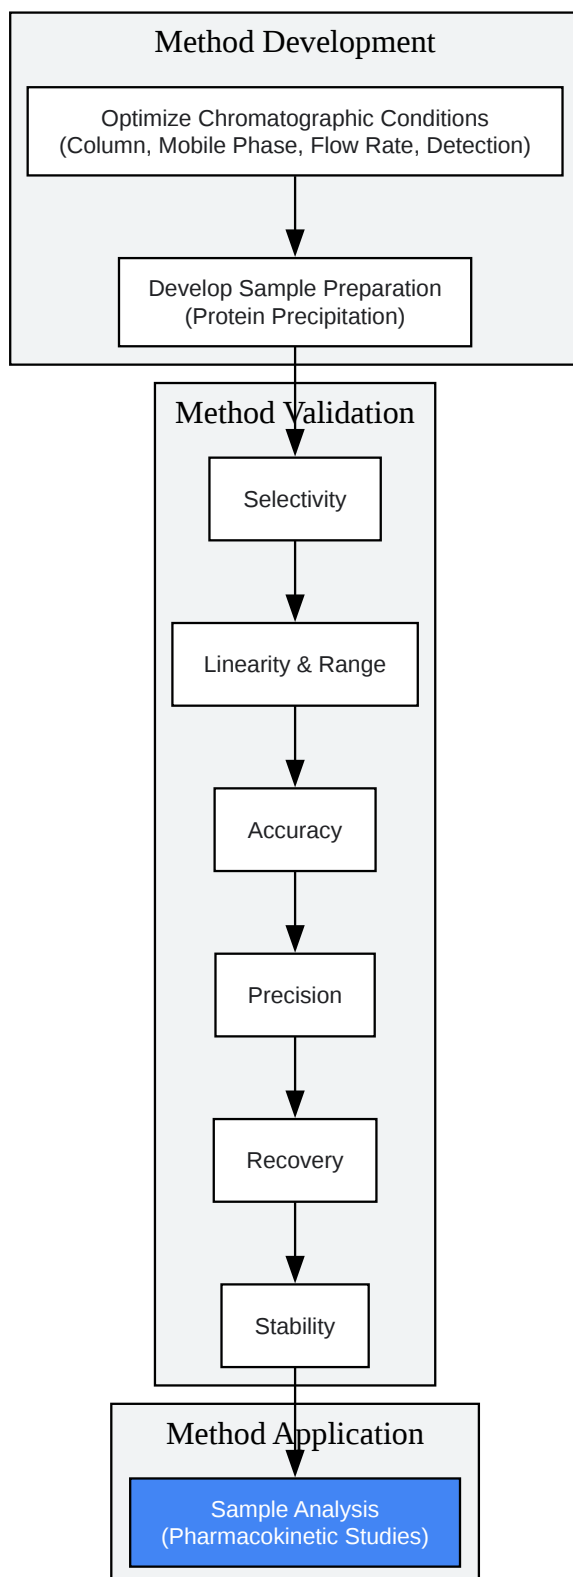 Method Development
Optimize Chromatographic Conditions
(Column, Mobile Phase, Flow Rate, Detection)
Develop Sample Preparation
(Protein Precipitation)
Method Validation
Selectivity
Linearity & Range
Accuracy
Precision
Recovery
Stability
Method Application
Sample Analysis
(Pharmacokinetic Studies)